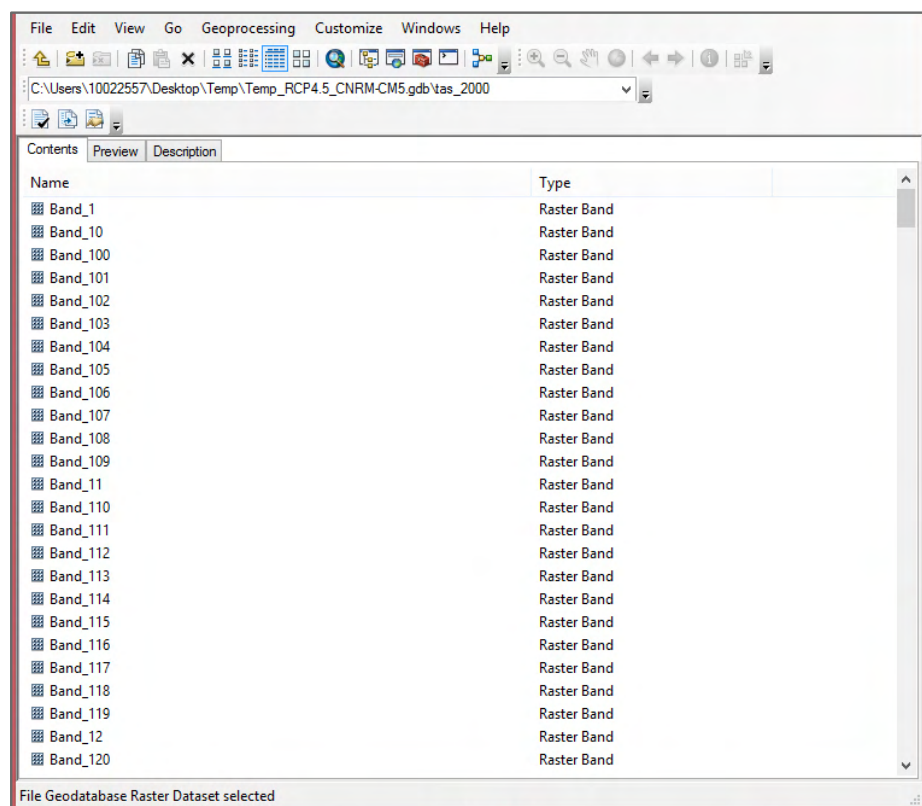 File Edit View Go Geoprocessing Customize Windows Help
C:\Users\10022557\Desktop\Temp\Temp_RCP4.5_CNRM-CM5.gdb\tas_2000
Contents Preview Description
Name Type
Band_1 Raster Band
Band_10 Raster Band
Band_100 Raster Band
Band_101 Raster Band
Band_102 Raster Band
Band_103 Raster Band
Band_104 Raster Band
Band_105 Raster Band
Band_106 Raster Band
Band_107 Raster Band
Band_108 Raster Band
Band_109 Raster Band
Band_11 Raster Band
Band_110 Raster Band
Band_111 Raster Band
Band_112 Raster Band
Band_113 Raster Band
Band_114 Raster Band
Band_115 Raster Band
Band_116 Raster Band
Band_117 Raster Band
Band_118 Raster Band
Band_119 Raster Band
Band_12 Raster Band
Band_120 Raster Band
File Geodatabase Raster Dataset selected